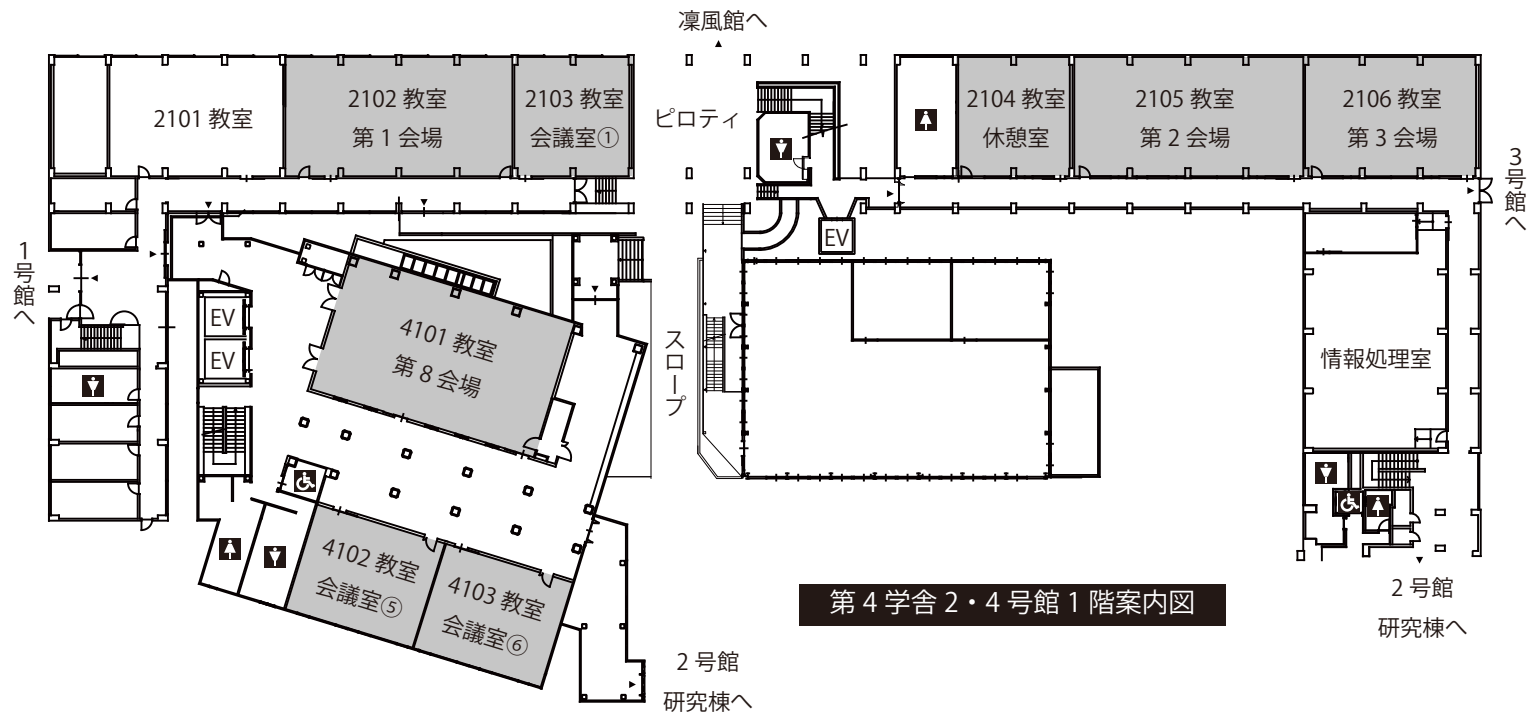 凜風館へ
2101 教室
2102 教室
第 1 会場
2103 教室
会議室①
ピロティ
2104 教室
休憩室
2105 教室
第 2 会場
2106 教室
第 3 会場
3号館へ
1号館へ
EV
EV
EV
4101 教室
第 8 会場
スロープ
情報処理室
4102 教室
会議室⑤
4103 教室
会議室⑥
第 4 学舎 2・4 号館 1 階案内図
2 号館
研究棟へ
2 号館
研究棟へ